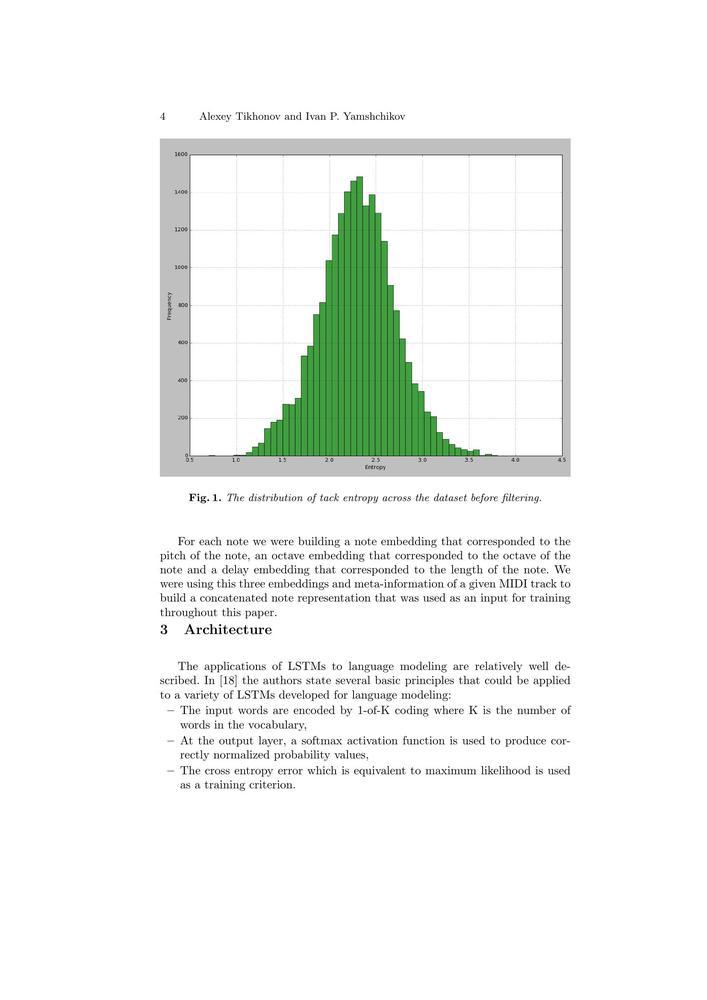 4 Alexey Tikhonov and Ivan P. Yamshchikov
1600
1400
1200
1000
800
600
400
200
0
Frequency
0.5 1.0 1.5 2.0 2.5 3.0 3.5 4.0 4.5
Entropy
Fig. 1. The distribution of tack entropy across the dataset before filtering.
For each note we were building a note embedding that corresponded to the
pitch of the note, an octave embedding that corresponded to the octave of the
note and a delay embedding that corresponded to the length of the note. We
were using this three embeddings and meta-information of a given MIDI track to
build a concatenated note representation that was used as an input for training
throughout this paper.
3 Architecture
The applications of LSTMs to language modeling are relatively well de-
scribed. In [18] the authors state several basic principles that could be applied
to a variety of LSTMs developed for language modeling:
– The input words are encoded by 1-of-K coding where K is the number of
words in the vocabulary,
– At the output layer, a softmax activation function is used to produce cor-
rectly normalized probability values,
– The cross entropy error which is equivalent to maximum likelihood is used
as a training criterion.